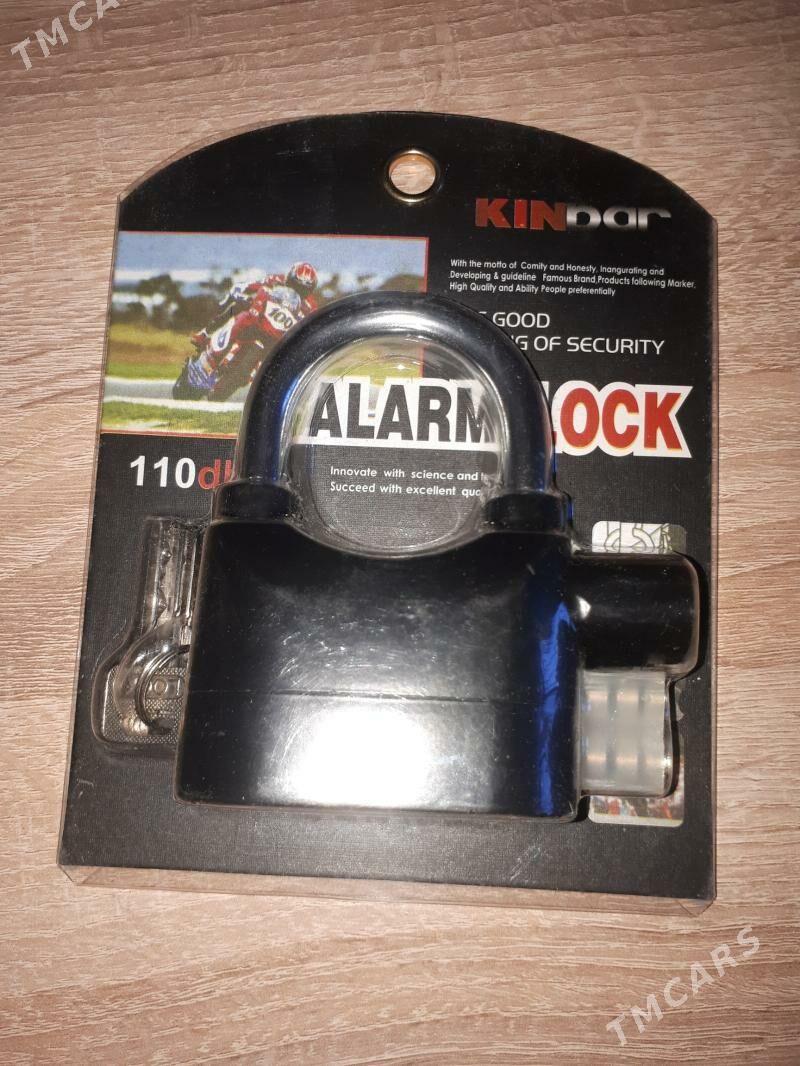 TMCARS
KINBAR
With the motto of Comity and Honesty, Inangurating and
Developing & guideline Famous Brand,Products following Marker,
High Quality and Ability People preferentially
100
GOOD
OF SECURITY
ALARM LOCK
110d
Innovate with science and
Succeed with excellent
TMCARS